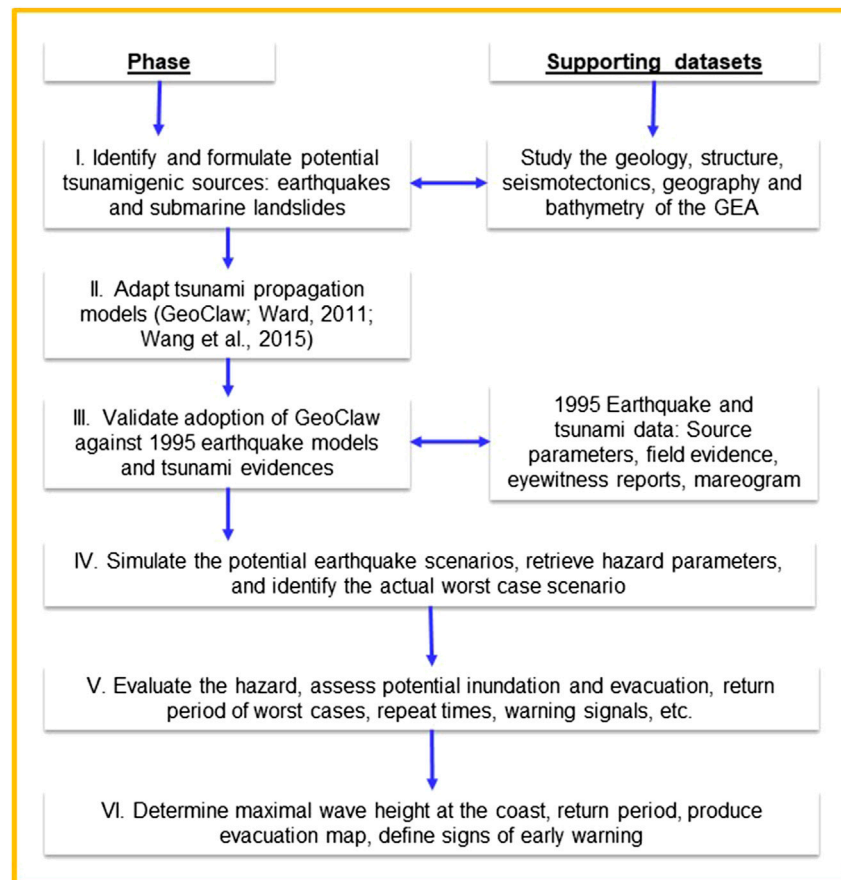 Phase
Supporting datasets
I. Identify and formulate potential
tsunamigenic sources: earthquakes
and submarine landslides
Study the geology, structure,
seismotectonics, geography and
bathymetry of the GEA
II. Adapt tsunami propagation
models (GeoClaw; Ward, 2011;
Wang et al., 2015)
III. Validate adoption of GeoClaw
against 1995 earthquake models
and tsunami evidences
1995 Earthquake and
tsunami data: Source
parameters, field evidence,
eyewitness reports, mareogram
IV. Simulate the potential earthquake scenarios, retrieve hazard parameters,
and identify the actual worst case scenario
V. Evaluate the hazard, assess potential inundation and evacuation, return
period of worst cases, repeat times, warning signals, etc.
VI. Determine maximal wave height at the coast, return period, produce
evacuation map, define signs of early warning